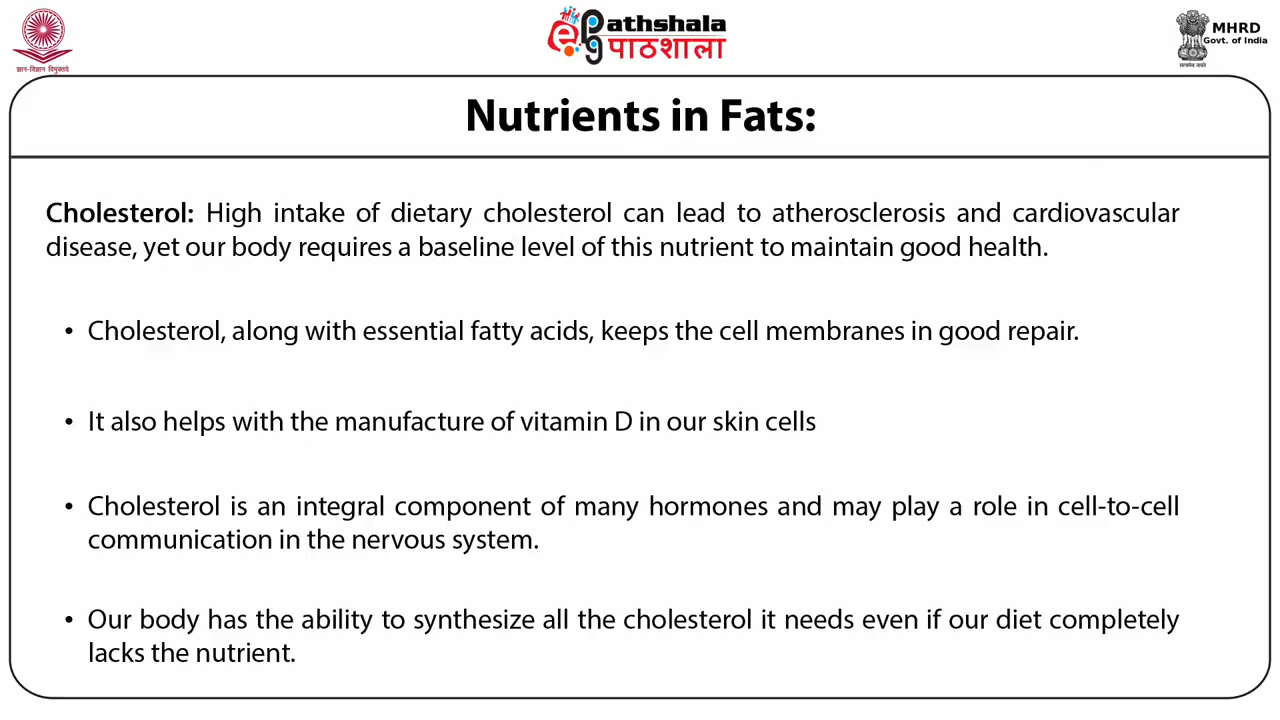 ePG Pathshala
पाठशाला
MHRD
Govt. of India
ज्ञान-विज्ञान विमुक्तये
सत्यमेव जयते
Nutrients in Fats:
Cholesterol: High intake of dietary cholesterol can lead to atherosclerosis and cardiovascular
disease, yet our body requires a baseline level of this nutrient to maintain good health.
• Cholesterol, along with essential fatty acids, keeps the cell membranes in good repair.
• It also helps with the manufacture of vitamin D in our skin cells
• Cholesterol is an integral component of many hormones and may play a role in cell-to-cell
communication in the nervous system.
• Our body has the ability to synthesize all the cholesterol it needs even if our diet completely
lacks the nutrient.